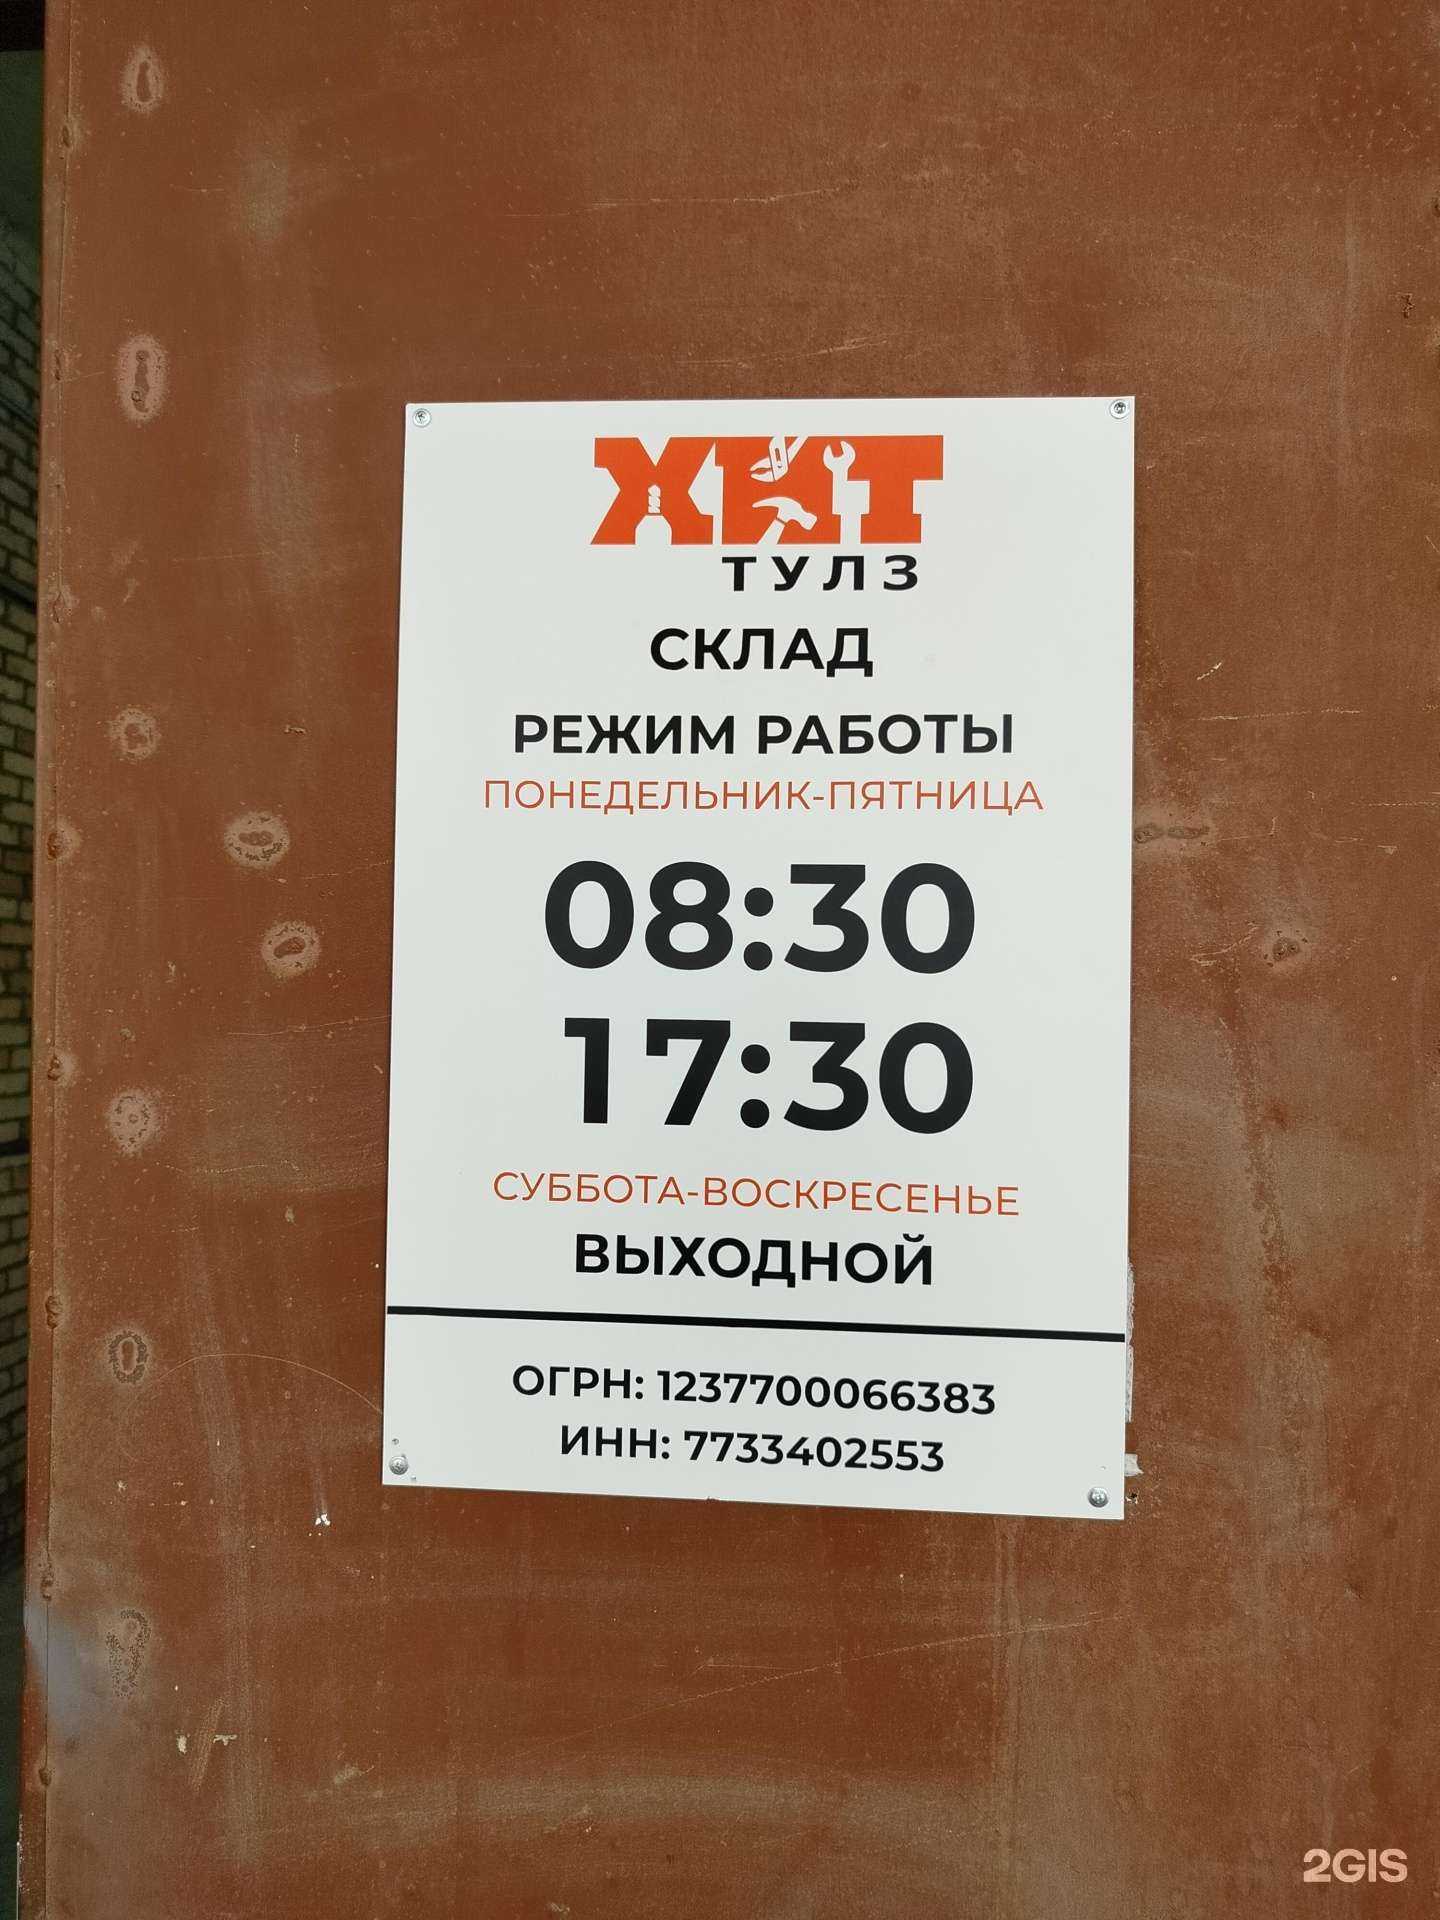 ХИТ
ТУЛЗ
СКЛАД
РЕЖИМ РАБОТЫ
ПОНЕДЕЛЬНИК-ПЯТНИЦА
08:30
17:30
СУББОТА-ВОСКРЕСЕНЬЕ
ВЫХОДНОЙ
ОГРН: 1237700066383
ИНН: 7733402553
2GIS